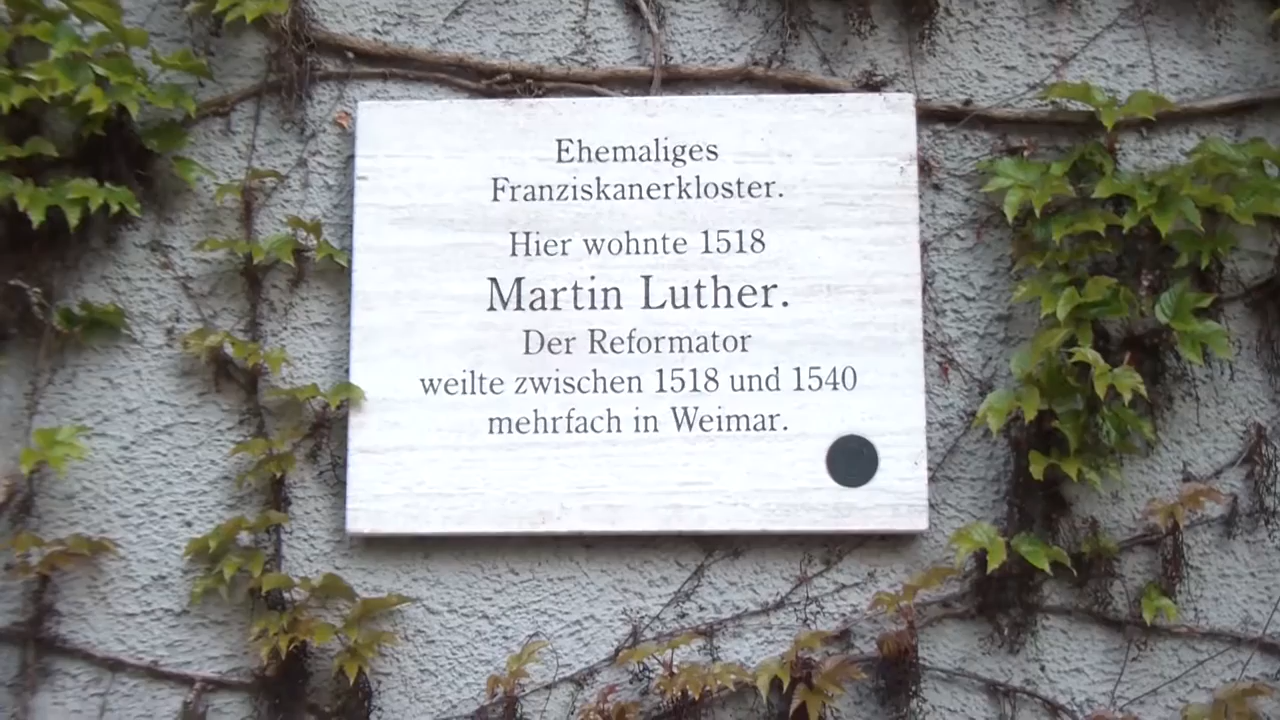 Ehemaliges
Franziskanerkloster.
Hier wohnte 1518
Martin Luther.
Der Reformator
weilte zwischen 1518 und 1540
mehrfach in Weimar.